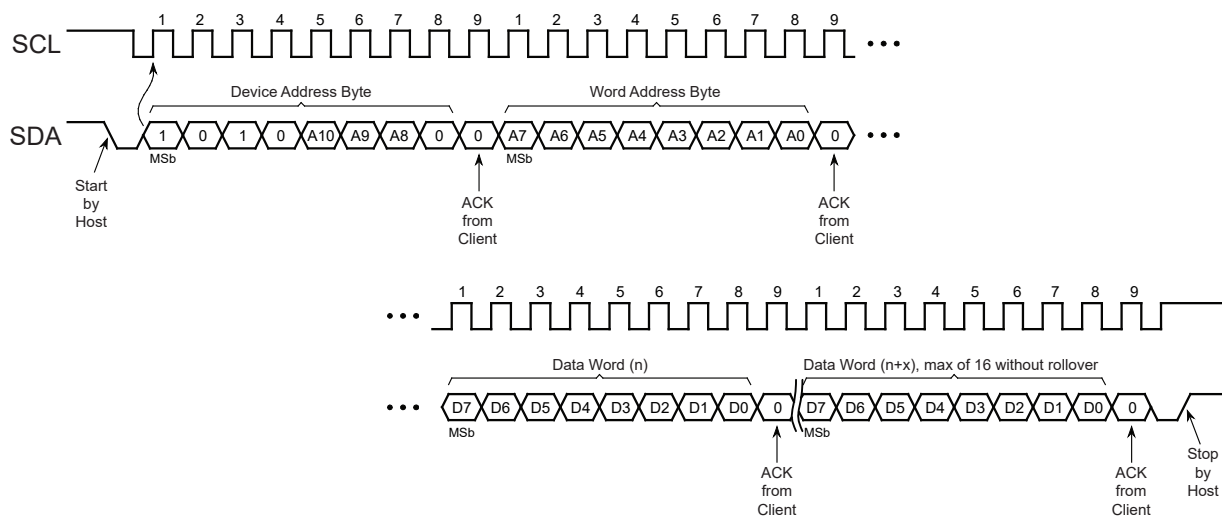 1 2 3 4 5 6 7 8 9 1 2 3 4 5 6 7 8 9
SCL
Device Address Byte Word Address Byte
SDA 1 0 1 0 A10 A9 A8 0 0 A7 A6 A5 A4 A3 A2 A1 A0 0
MSb MSb
Start
by
Host
ACK
from
Client
ACK
from
Client
1 2 3 4 5 6 7 8 9 1 2 3 4 5 6 7 8 9
Data Word (n) Data Word (n+x), max of 16 without rollover
D7 D6 D5 D4 D3 D2 D1 D0 0 D7 D6 D5 D4 D3 D2 D1 D0 0
MSb MSb
ACK
from
Client
ACK
from
Client
Stop
by
Host